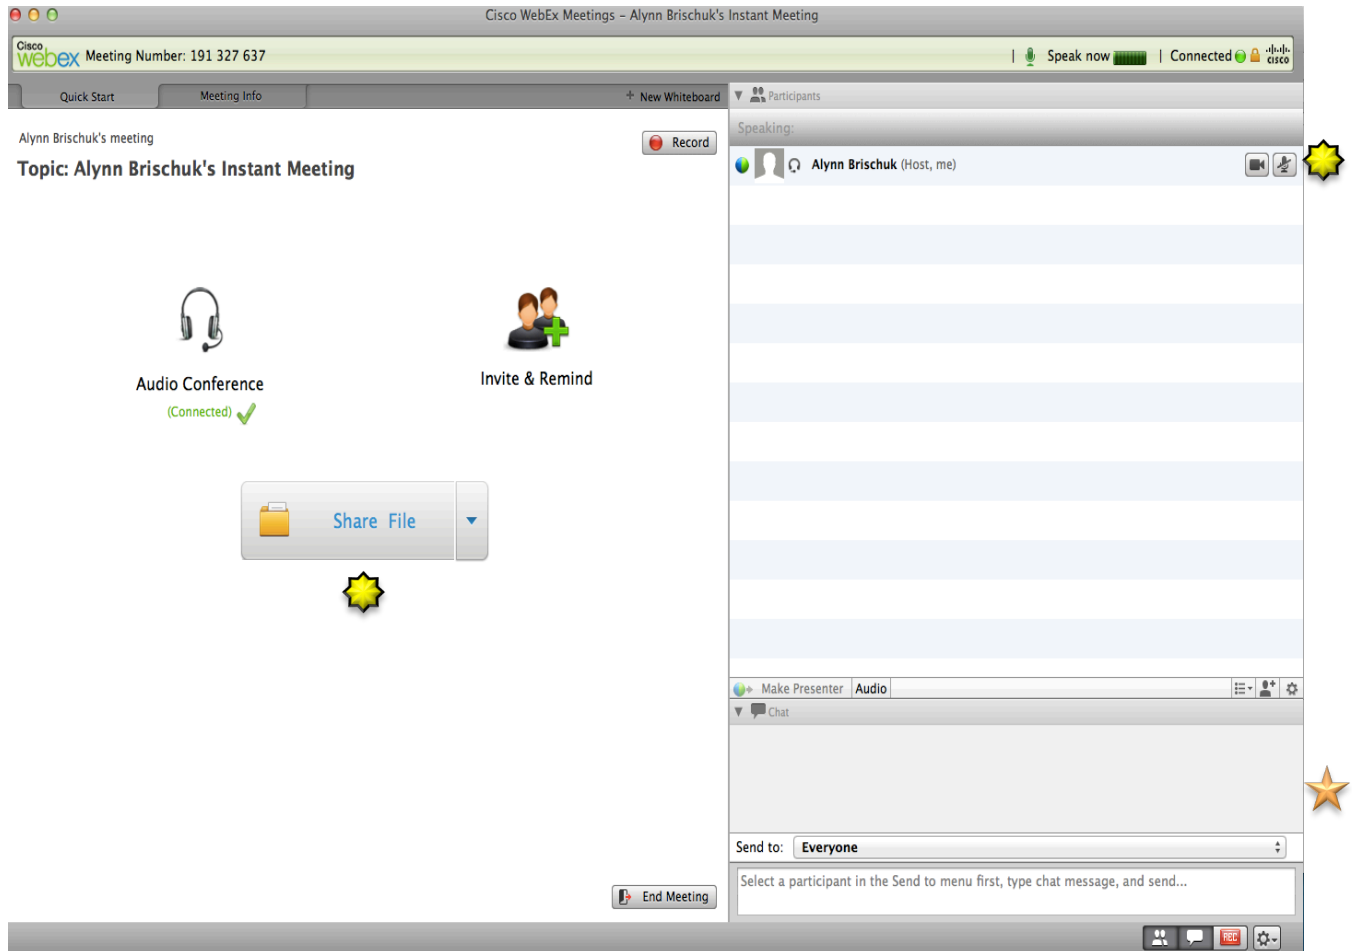 Cisco WebEx Meetings – Alynn Brischuk's Instant Meeting
Cisco webex Meeting Number: 191 327 637
Speak now
Connected
cisco
Quick Start
Meeting Info
+ New Whiteboard
Participants
Alynn Brischuk's meeting
Record
Speaking:
Topic: Alynn Brischuk's Instant Meeting
Alynn Brischuk (Host, me)
Audio Conference
(Connected)
Invite & Remind
Share File
Make Presenter
Audio
Chat
Send to: Everyone
Select a participant in the Send to menu first, type chat message, and send...
End Meeting
REC